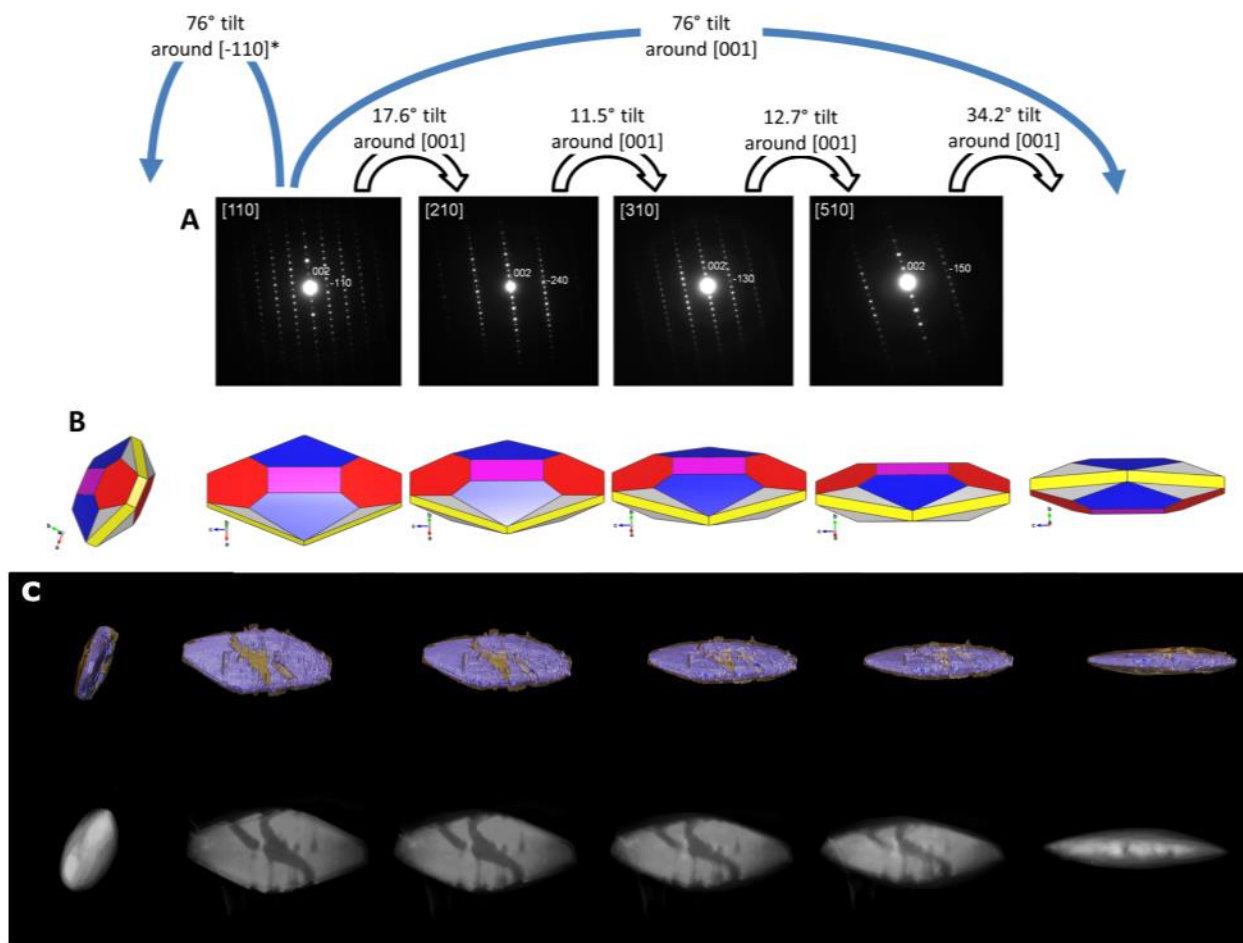 76° tilt
around [-110]*
76° tilt
around [001]
17.6° tilt
around [001]
11.5° tilt
around [001]
12.7° tilt
around [001]
34.2° tilt
around [001]
A
[110]
002
-110
[210]
002
-240
[310]
002
-130
[510]
002
-150
B
C